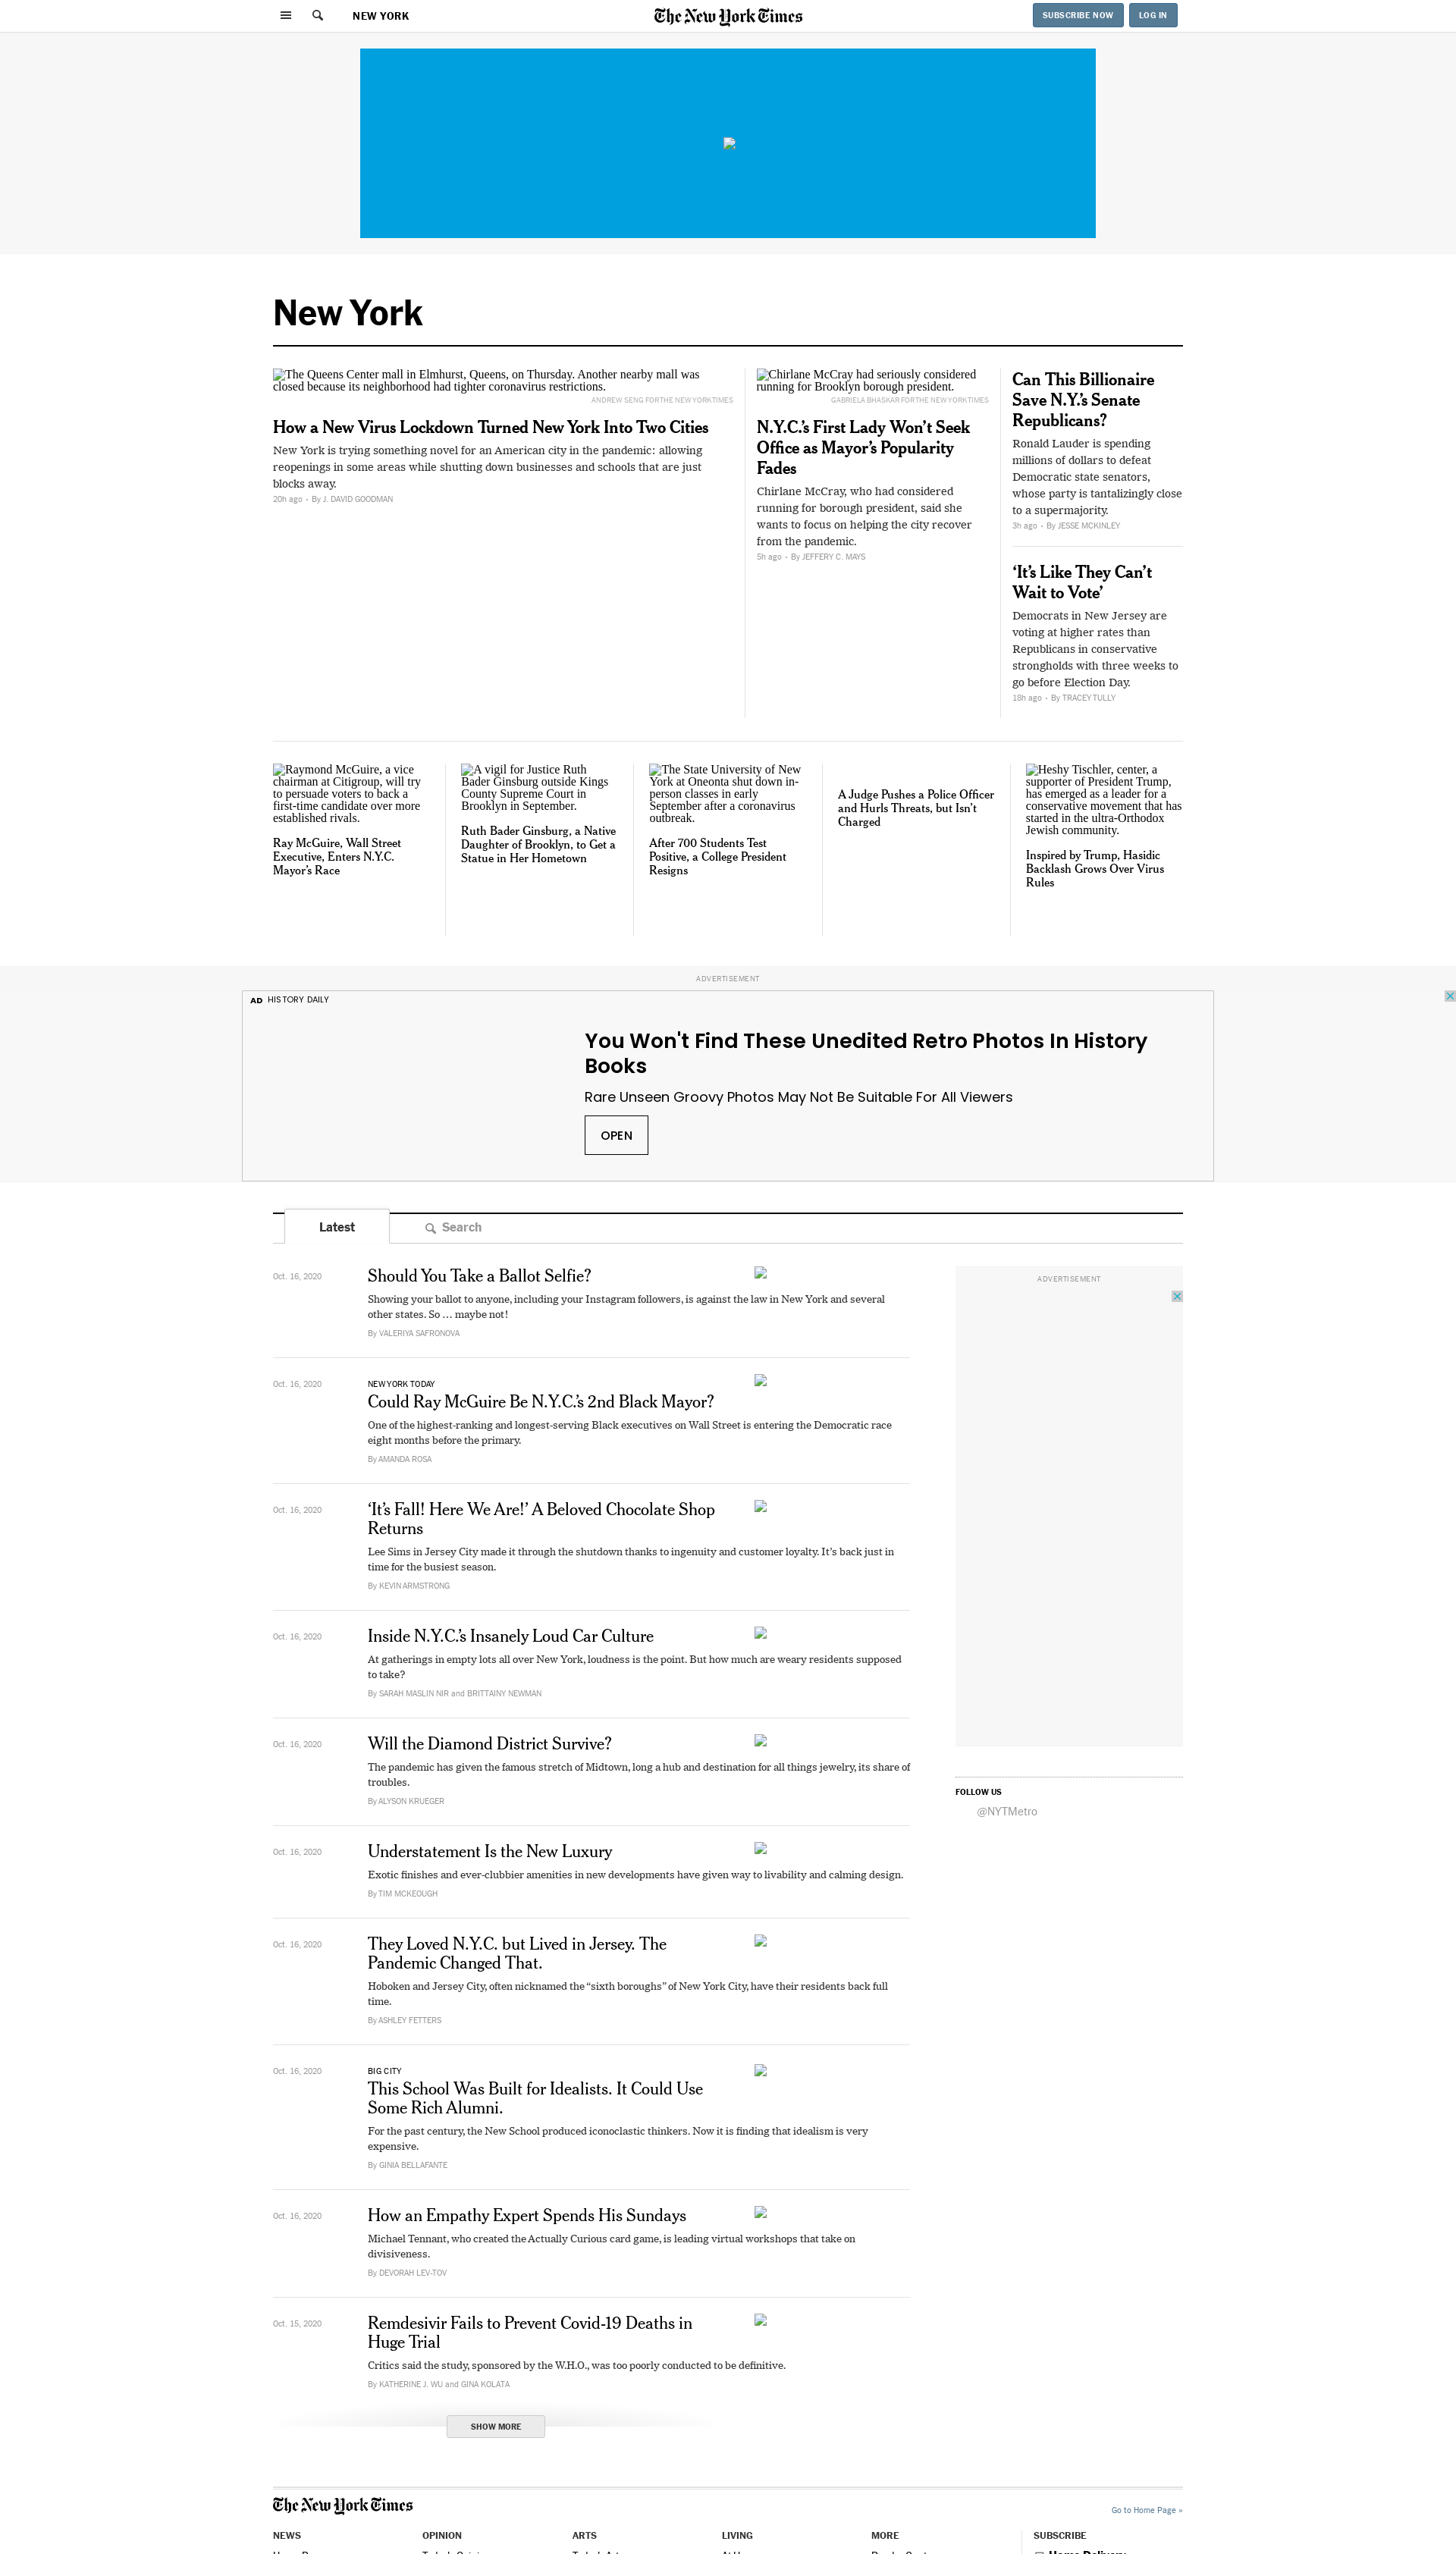 NEW YORK
The New York Times
SUBSCRIBE NOW
LOG IN
New York
The Queens Center mall in Elmhurst, Queens, on Thursday. Another nearby mall was
closed because its neighborhood had tighter coronavirus restrictions.
ANDREW SENG FOR THE NEW YORK TIMES
How a New Virus Lockdown Turned New York Into Two Cities
New York is trying something novel for an American city in the pandemic: allowing
reopenings in some areas while shutting down businesses and schools that are just
blocks away.
20h ago • By J. DAVID GOODMAN
Chirlane McCray had seriously considered
running for Brooklyn borough president.
GABRIELA BHASKAR FOR THE NEW YORK TIMES
N.Y.C.’s First Lady Won’t Seek
Office as Mayor’s Popularity
Fades
Chirlane McCray, who had considered
running for borough president, said she
wants to focus on helping the city recover
from the pandemic.
5h ago • By JEFFERY C. MAYS
Can This Billionaire
Save N.Y.’s Senate
Republicans?
Ronald Lauder is spending
millions of dollars to defeat
Democratic state senators,
whose party is tantalizingly close
to a supermajority.
3h ago • By JESSE MCKINLEY
‘It’s Like They Can’t
Wait to Vote’
Democrats in New Jersey are
voting at higher rates than
Republicans in conservative
strongholds with three weeks to
go before Election Day.
18h ago • By TRACEY TULLY
Raymond McGuire, a vice
chairman at Citigroup, will try
to persuade voters to back a
first-time candidate over more
established rivals.
Ray McGuire, Wall Street
Executive, Enters N.Y.C.
Mayor’s Race
A vigil for Justice Ruth
Bader Ginsburg outside Kings
County Supreme Court in
Brooklyn in September.
Ruth Bader Ginsburg, a Native
Daughter of Brooklyn, to Get a
Statue in Her Hometown
The State University of New
York at Oneonta shut down in-
person classes in early
September after a coronavirus
outbreak.
After 700 Students Test
Positive, a College President
Resigns
A Judge Pushes a Police Officer
and Hurls Threats, but Isn’t
Charged
Heshy Tischler, center, a
supporter of President Trump,
has emerged as a leader for a
conservative movement that has
started in the ultra-Orthodox
Jewish community.
Inspired by Trump, Hasidic
Backlash Grows Over Virus
Rules
ADVERTISEMENT
AD HISTORY DAILY
You Won't Find These Unedited Retro Photos In History
Books
Rare Unseen Groovy Photos May Not Be Suitable For All Viewers
OPEN
Latest
Search
Oct. 16, 2020
Should You Take a Ballot Selfie?
Showing your ballot to anyone, including your Instagram followers, is against the law in New York and several
other states. So … maybe not!
By VALERIYA SAFRONOVA
Oct. 16, 2020
NEW YORK TODAY
Could Ray McGuire Be N.Y.C.’s 2nd Black Mayor?
One of the highest-ranking and longest-serving Black executives on Wall Street is entering the Democratic race
eight months before the primary.
By AMANDA ROSA
Oct. 16, 2020
‘It’s Fall! Here We Are!’ A Beloved Chocolate Shop
Returns
Lee Sims in Jersey City made it through the shutdown thanks to ingenuity and customer loyalty. It’s back just in
time for the busiest season.
By KEVIN ARMSTRONG
Oct. 16, 2020
Inside N.Y.C.’s Insanely Loud Car Culture
At gatherings in empty lots all over New York, loudness is the point. But how much are weary residents supposed
to take?
By SARAH MASLIN NIR and BRITTAINY NEWMAN
Oct. 16, 2020
Will the Diamond District Survive?
The pandemic has given the famous stretch of Midtown, long a hub and destination for all things jewelry, its share of
troubles.
By ALYSON KRUEGER
Oct. 16, 2020
Understatement Is the New Luxury
Exotic finishes and ever-clubbier amenities in new developments have given way to livability and calming design.
By TIM MCKEOUGH
Oct. 16, 2020
They Loved N.Y.C. but Lived in Jersey. The
Pandemic Changed That.
Hoboken and Jersey City, often nicknamed the “sixth boroughs” of New York City, have their residents back full
time.
By ASHLEY FETTERS
Oct. 16, 2020
BIG CITY
This School Was Built for Idealists. It Could Use
Some Rich Alumni.
For the past century, the New School produced iconoclastic thinkers. Now it is finding that idealism is very
expensive.
By GINIA BELLAFANTE
Oct. 16, 2020
How an Empathy Expert Spends His Sundays
Michael Tennant, who created the Actually Curious card game, is leading virtual workshops that take on
divisiveness.
By DEVORAH LEV-TOV
Oct. 15, 2020
Remdesivir Fails to Prevent Covid-19 Deaths in
Huge Trial
Critics said the study, sponsored by the W.H.O., was too poorly conducted to be definitive.
By KATHERINE J. WU and GINA KOLATA
SHOW MORE
ADVERTISEMENT
FOLLOW US
@NYTMetro
The New York Times
Go to Home Page »
NEWS
OPINION
ARTS
LIVING
MORE
SUBSCRIBE